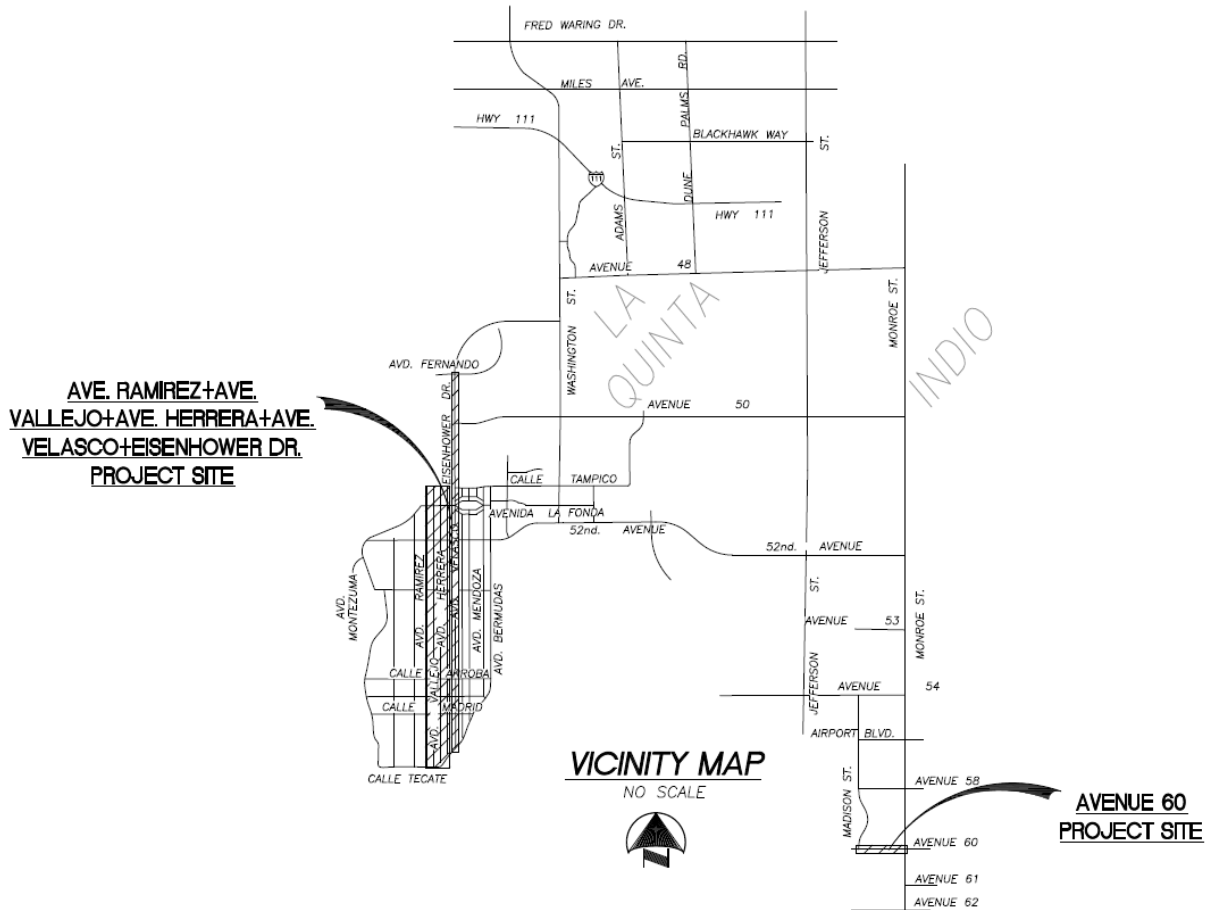 FRED WARING DR.
MILES AVE.
HWY 111
PALMS RD.
BLACKHAWK WAY
ST.
111
ADAMS ST.
DUNE
HWY 111
JEFFERSON
AVENUE 48
LA
QUINTA
INDIO
MONROE ST.
WASHINGTON ST.
AVD. FERNANDO
EISENHOWER DR.
AVE. RAMIREZ+AVE.
VALLEJO+AVE. HERRERA+AVE.
VELASCO+EISENHOWER DR.
PROJECT SITE
AVENUE 50
CALLE TAMPICO
AVENIDA LA FONDA
52nd. AVENUE
52nd. AVENUE
AVD. MONTEZUMA
AVD. RAMIREZ
AVD. VALLEJO
AVD. HERRERA
AVD. VELASCO
AVD. MENDOZA
AVD. BERMUDAS
CALLE ARROBA
CALLE MADRID
CALLE TECATE
JEFFERSON ST.
AVENUE 53
MONROE ST.
AVENUE 54
AIRPORT BLVD.
MADISON ST.
AVENUE 58
VICINITY MAP
NO SCALE
N
AVENUE 60
PROJECT SITE
AVENUE 60
AVENUE 61
AVENUE 62